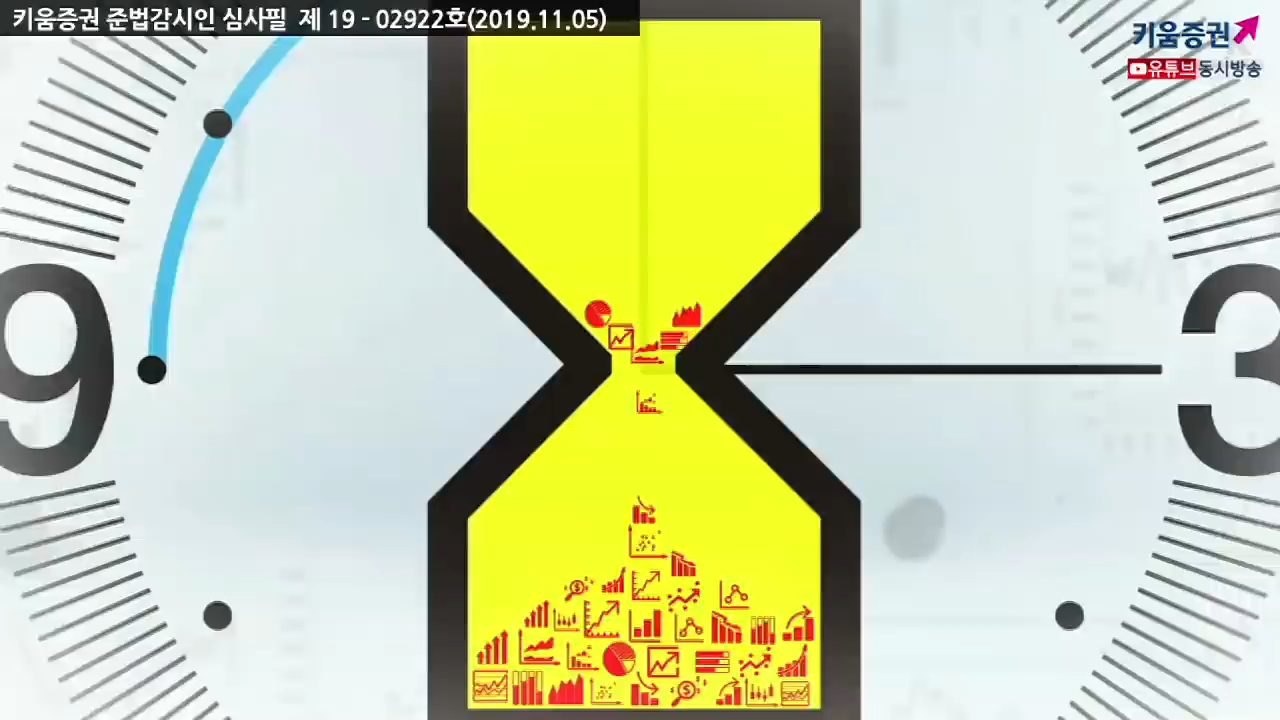 키움증권 준법감시인 심사필 제 19 - 02922호(2019.11.05)
키움증권
유튜브동시방송
9
3